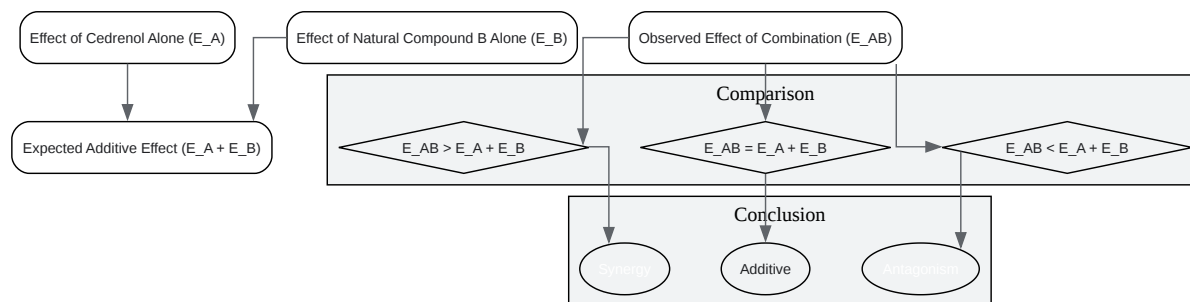 Effect of Cedrenol Alone (E_A)
Effect of Natural Compound B Alone (E_B)
Observed Effect of Combination (E_AB)
Comparison
Expected Additive Effect (E_A + E_B)
E_AB > E_A + E_B
E_AB = E_A + E_B
E_AB < E_A + E_B
Conclusion
Synergy
Additive
Antagonism